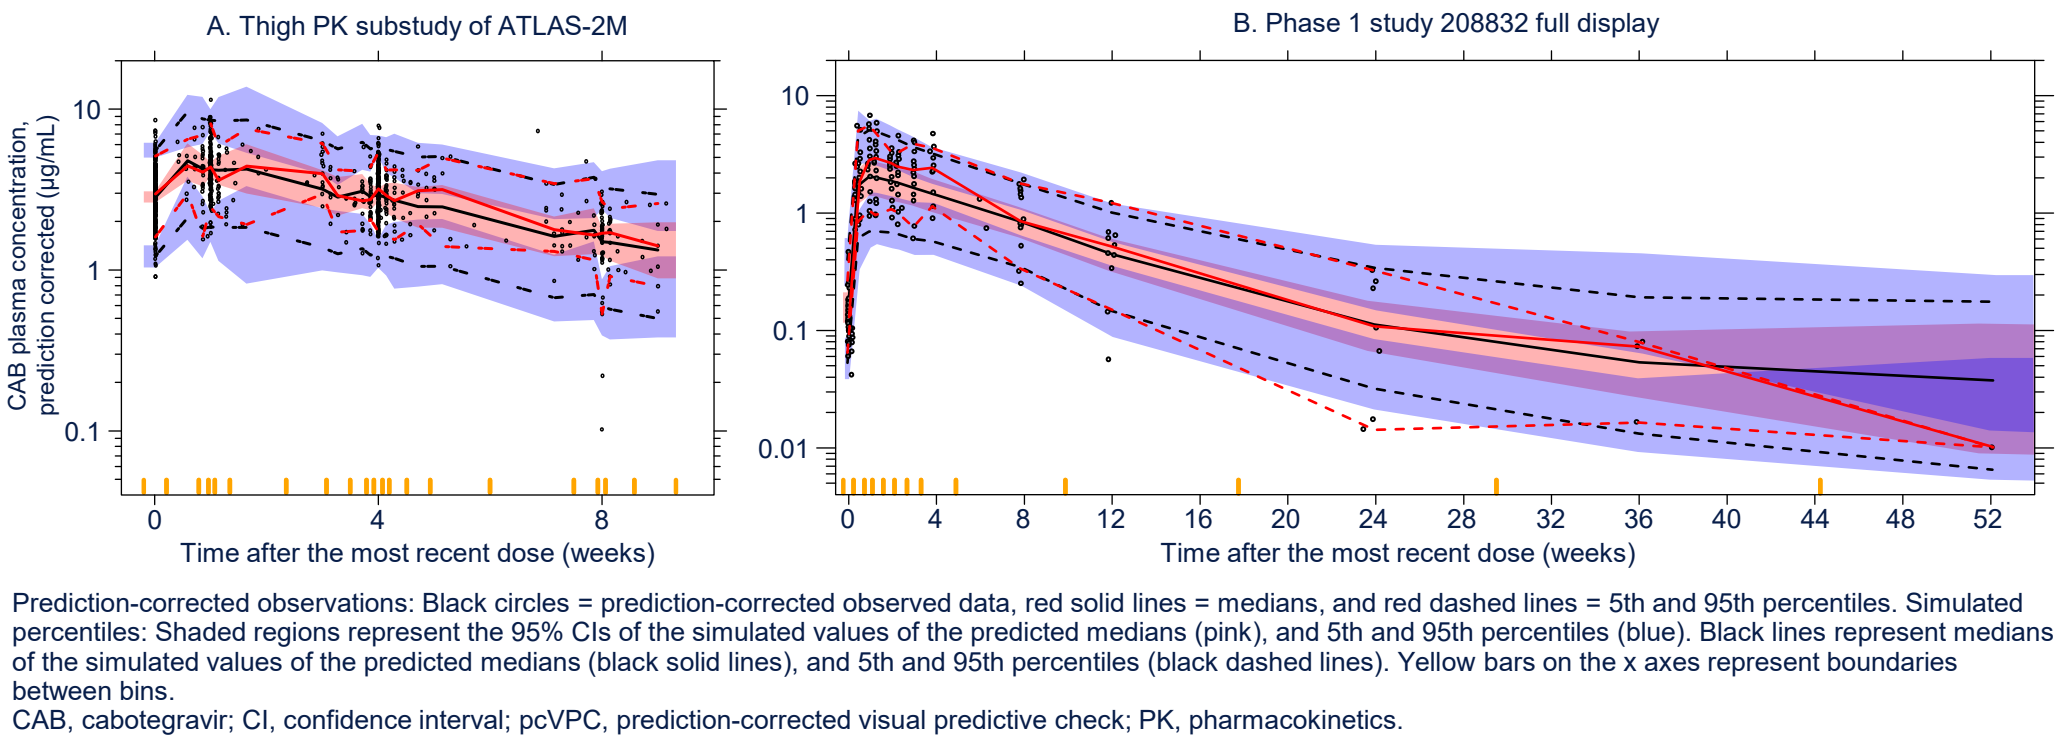 A. Thigh PK substudy of ATLAS-2M
B. Phase 1 study 208832 full display
CAB plasma concentration,
prediction corrected (µg/mL)
10
1
0.1
0 4 8
Time after the most recent dose (weeks)
10
1
0.1
0.01
0 4 8 12 16 20 24 28 32 36 40 44 48 52
Time after the most recent dose (weeks)
Prediction-corrected observations: Black circles = prediction-corrected observed data, red solid lines = medians, and red dashed lines = 5th and 95th percentiles. Simulated
percentiles: Shaded regions represent the 95% CIs of the simulated values of the predicted medians (pink), and 5th and 95th percentiles (blue). Black lines represent medians
of the simulated values of the predicted medians (black solid lines), and 5th and 95th percentiles (black dashed lines). Yellow bars on the x axes represent boundaries
between bins.
CAB, cabotegravir; CI, confidence interval; pcVPC, prediction-corrected visual predictive check; PK, pharmacokinetics.